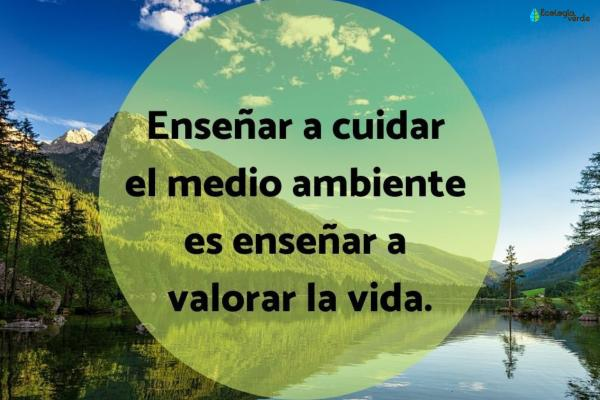 Ecología
verde
Enseñar a cuidar
el medio ambiente
es enseñar a
valorar la vida.